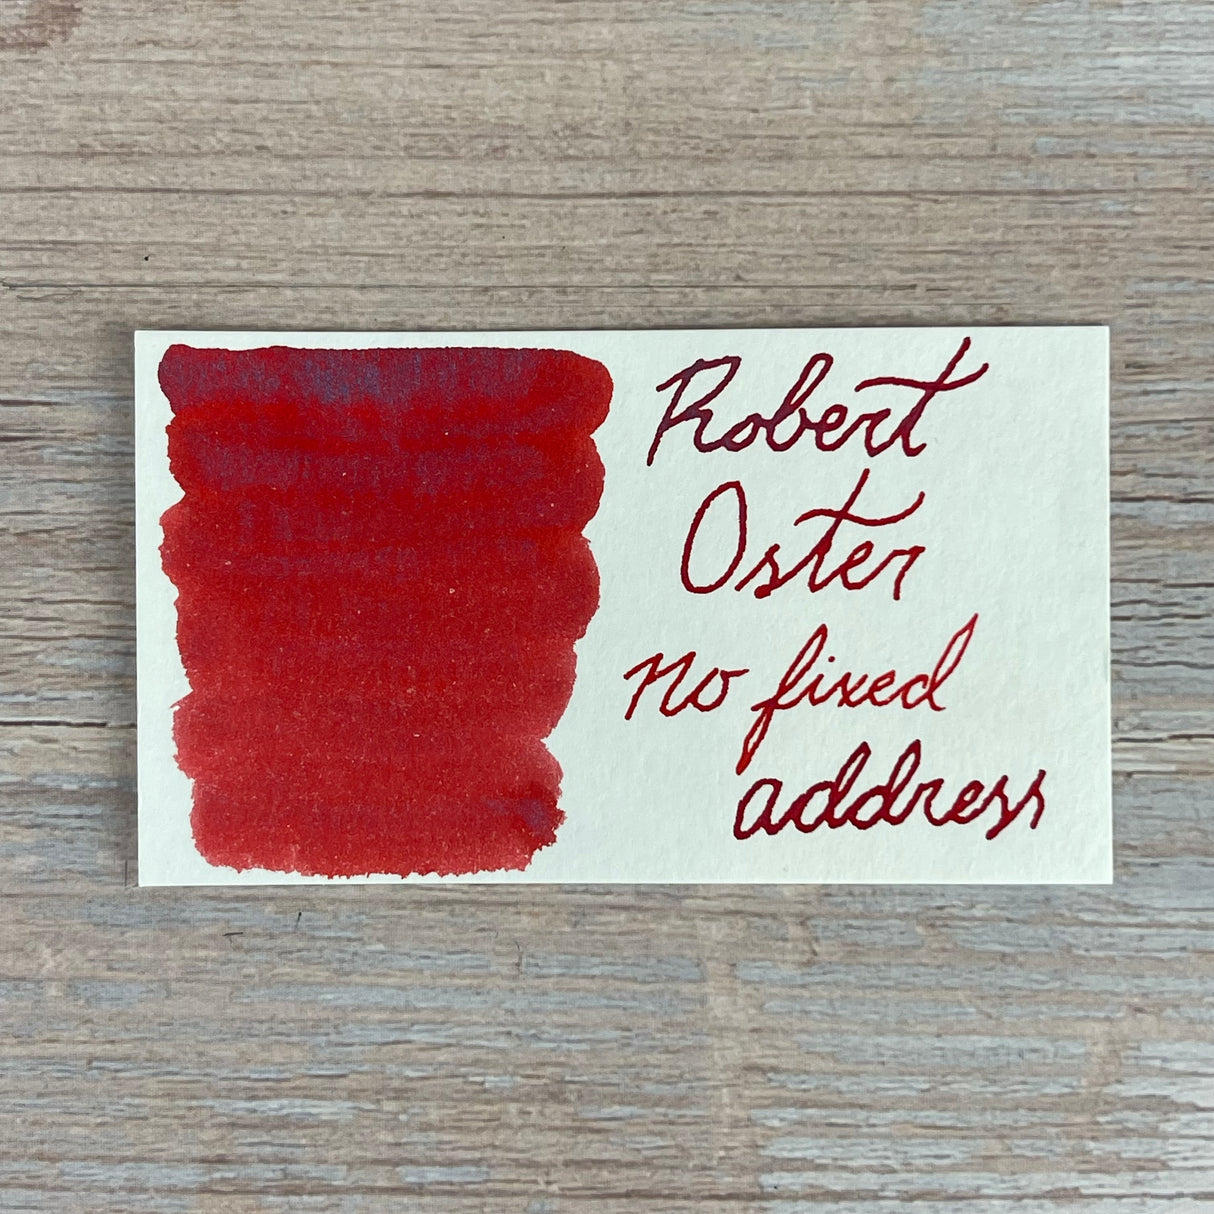 Robert
Oster
no fixed
address